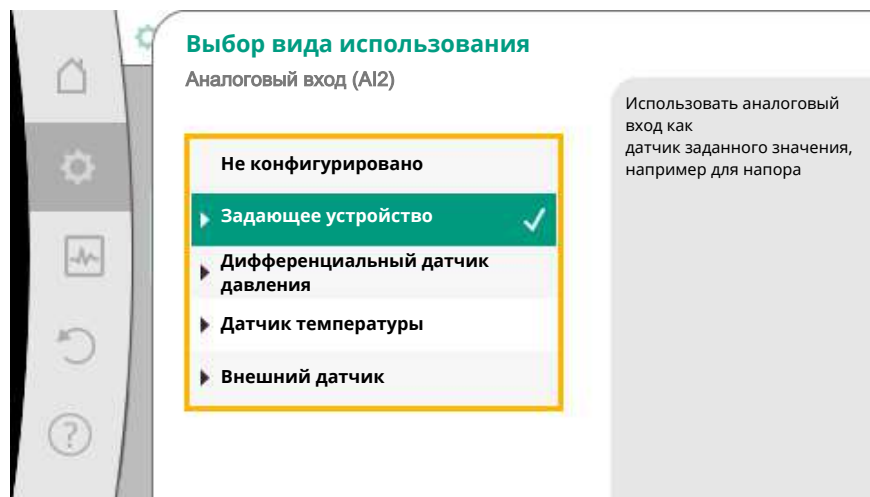 Выбор вида использования
Аналоговый вход (AI2)
Не конфигурировано
Задающее устройство
Дифференциальный датчик
давления
Датчик температуры
Внешний датчик
Использовать аналоговый
вход как
датчик заданного значения,
например для напора
?